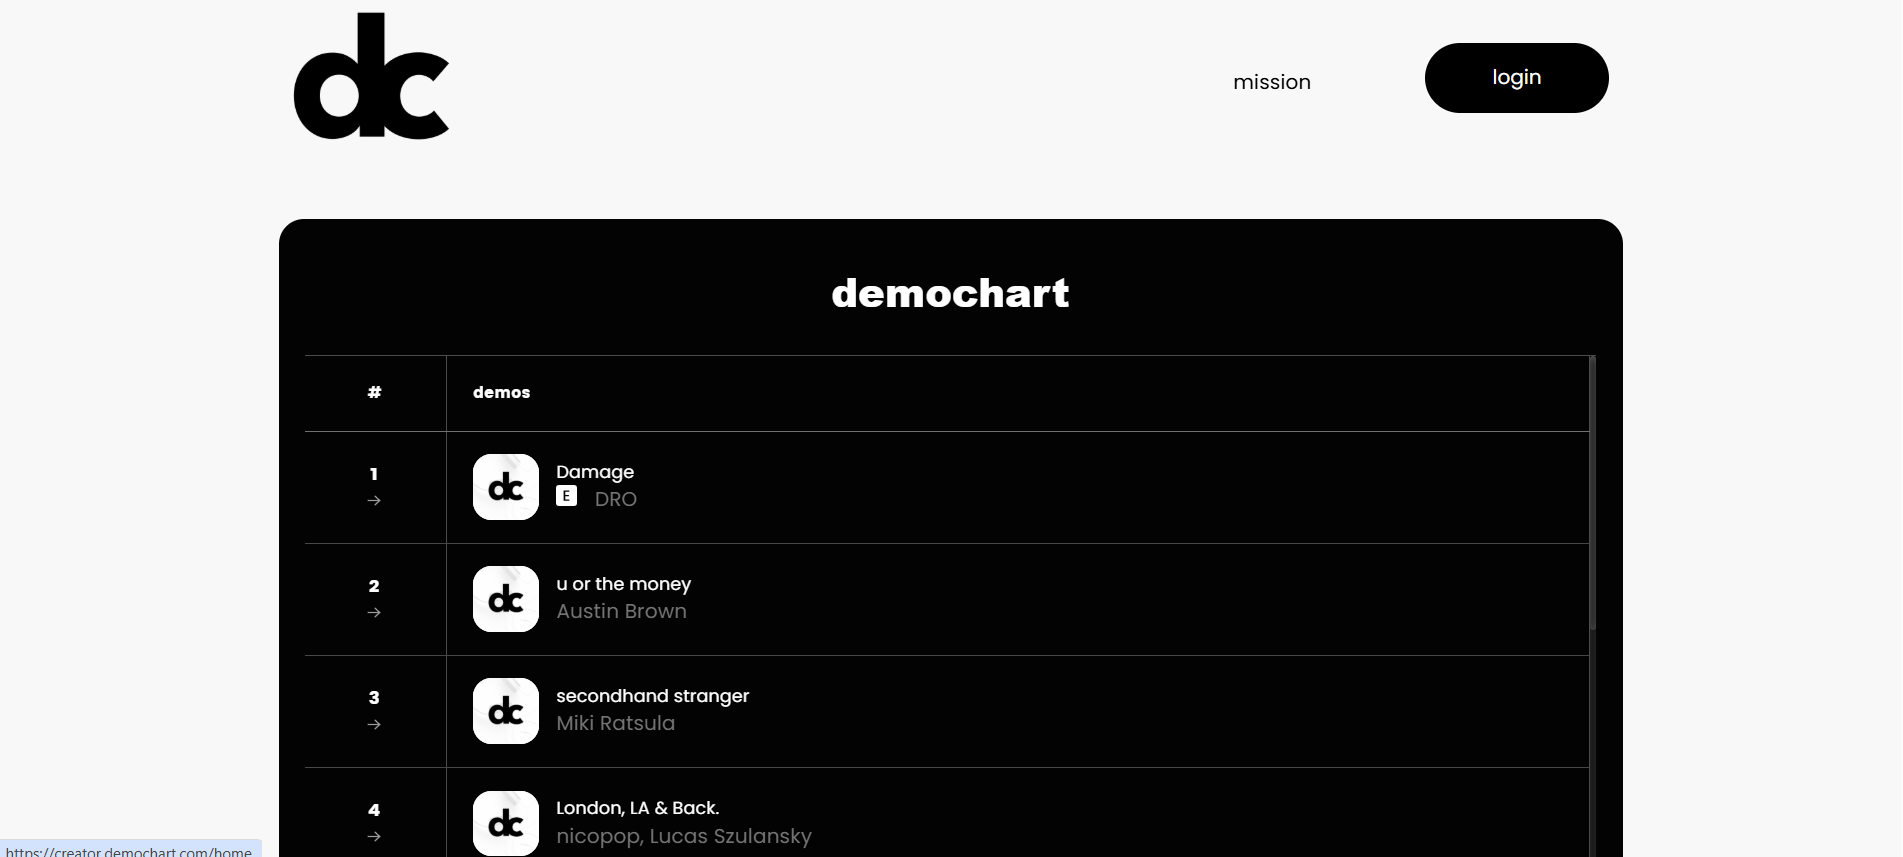 dc
mission
login
demochart
# demos
1
→
dc
Damage
E DRO
2
→
dc
u or the money
Austin Brown
3
→
dc
secondhand stranger
Miki Ratsula
4
→
dc
London, LA & Back.
nicopop, Lucas Szulansky
https://creator.demochart.com/home